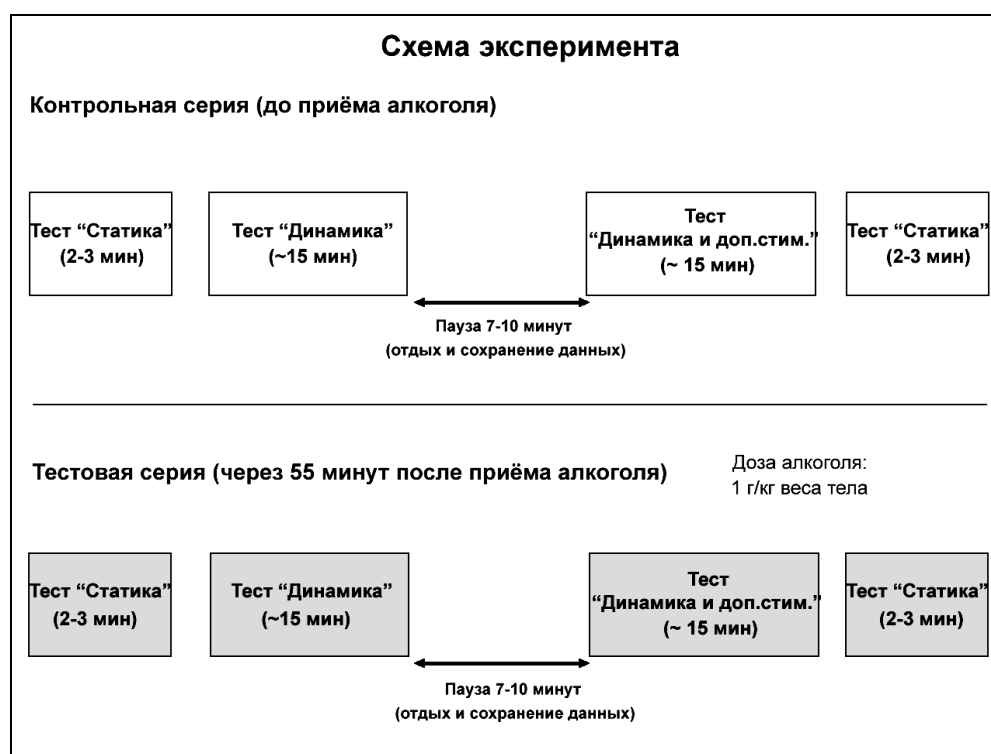 Схема эксперимента
Контрольная серия (до приёма алкоголя)
Тест “Статика”
(2-3 мин)
Тест “Динамика”
(~15 мин)
Тест
“Динамика и доп.стим.”
(~ 15 мин)
Тест “Статика”
(2-3 мин)
Пауза 7-10 минут
(отдых и сохранение данных)
Тестовая серия (через 55 минут после приёма алкоголя)
Доза алкоголя:
1 г/кг веса тела
Тест “Статика”
(2-3 мин)
Тест “Динамика”
(~15 мин)
Тест
“Динамика и доп.стим.”
(~ 15 мин)
Тест “Статика”
(2-3 мин)
Пауза 7-10 минут
(отдых и сохранение данных)